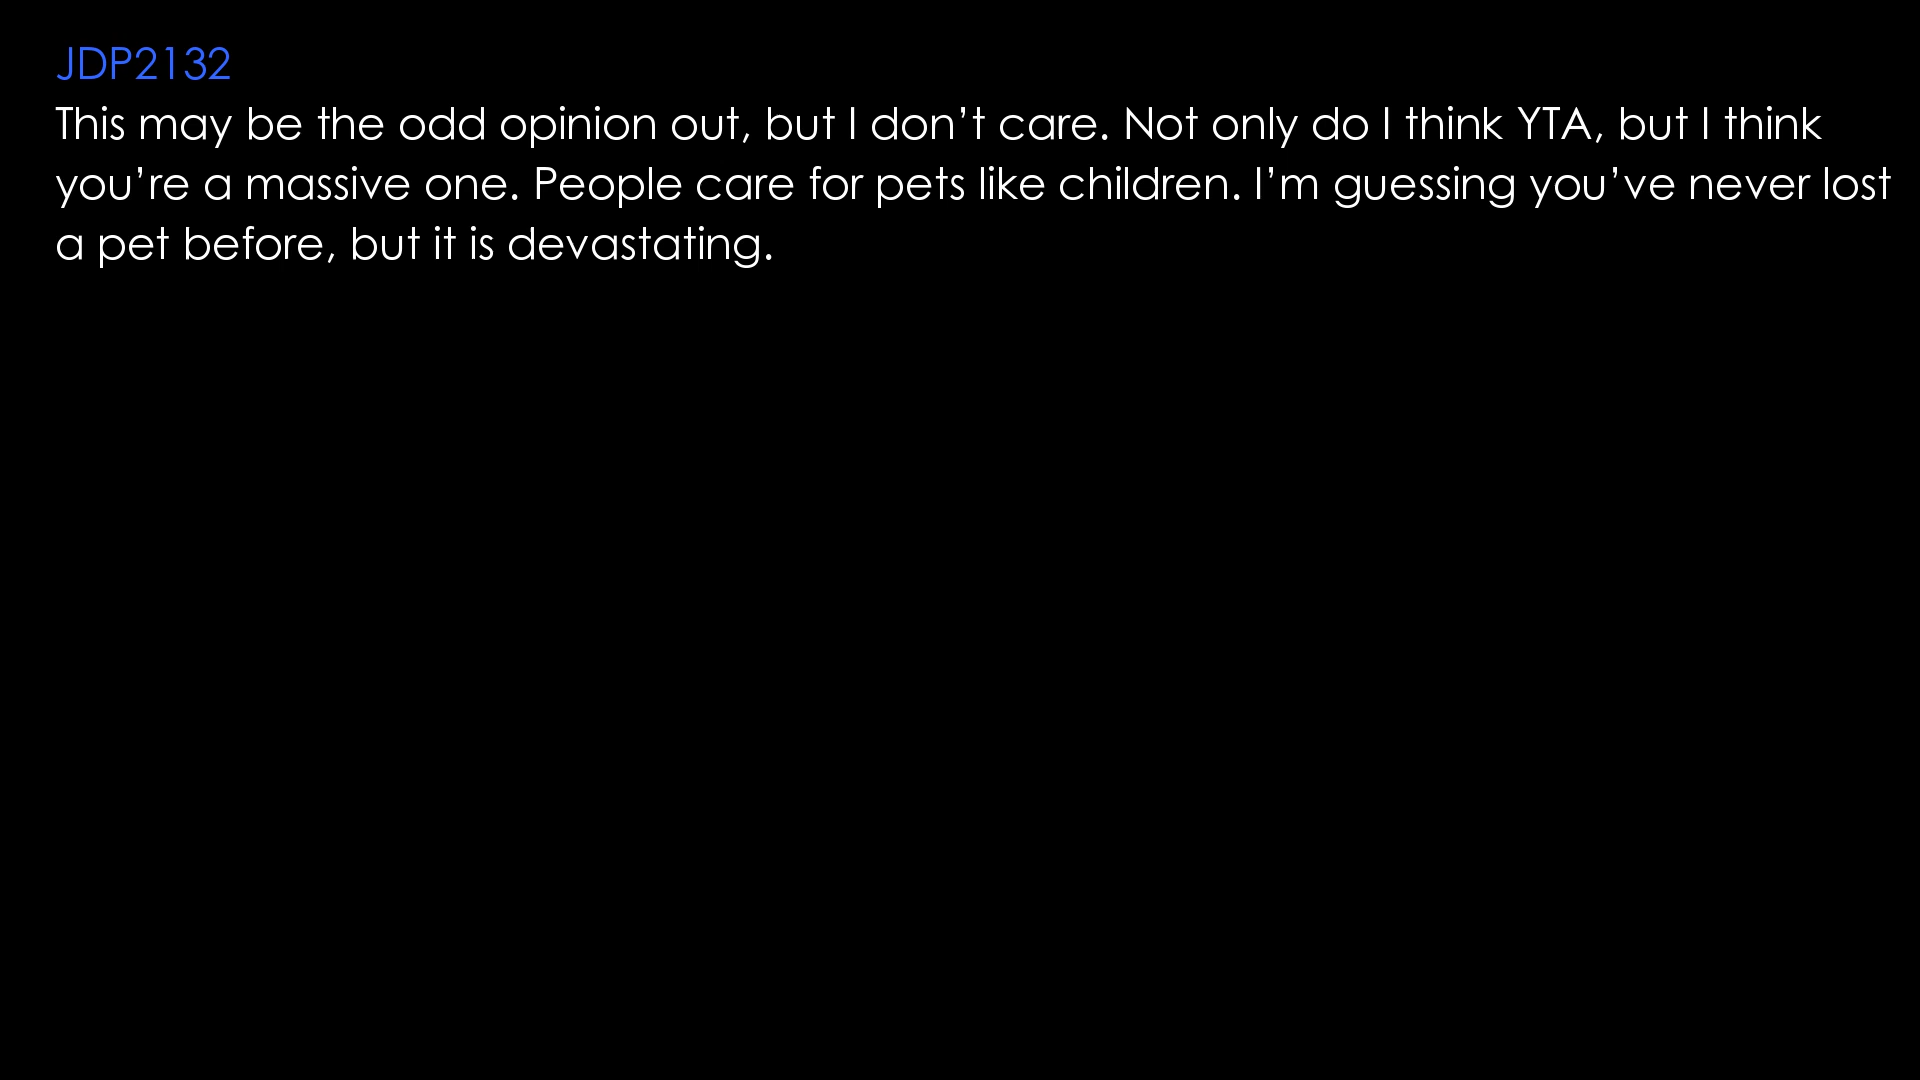 JDP2132
This may be the odd opinion out, but I don’t care. Not only do I think YTA, but I think
you’re a massive one. People care for pets like children. I’m guessing you’ve never lost
a pet before, but it is devastating.